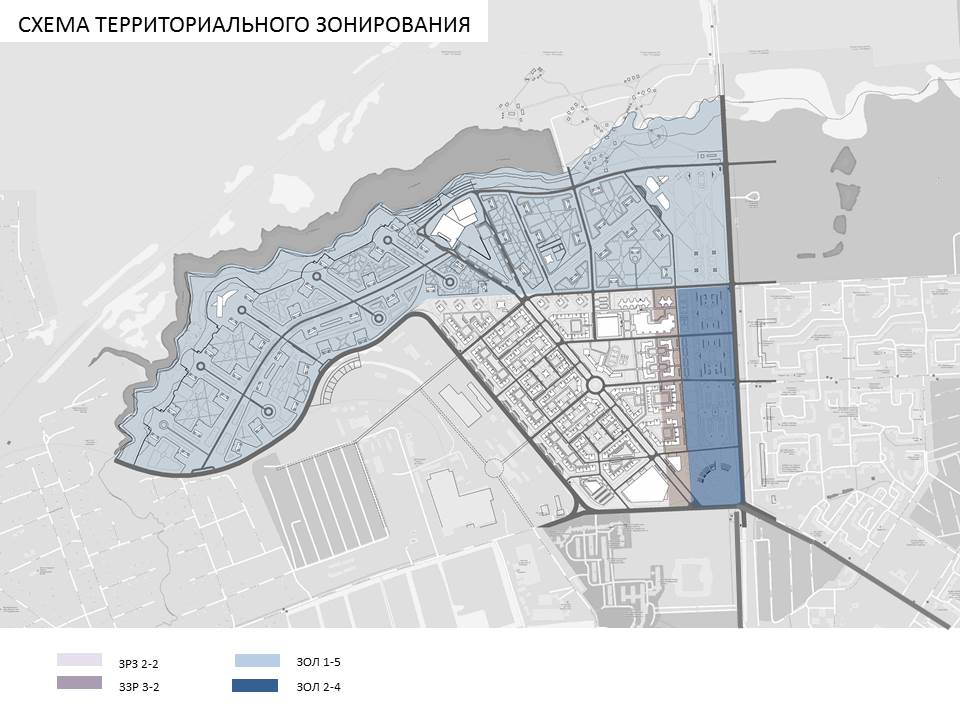 СХЕМА ТЕРРИТОРИАЛЬНОГО ЗОНИРОВАНИЯ
ЗРЗ 2-2
ЗОЛ 1-5
ЗЗР 3-2
ЗОЛ 2-4